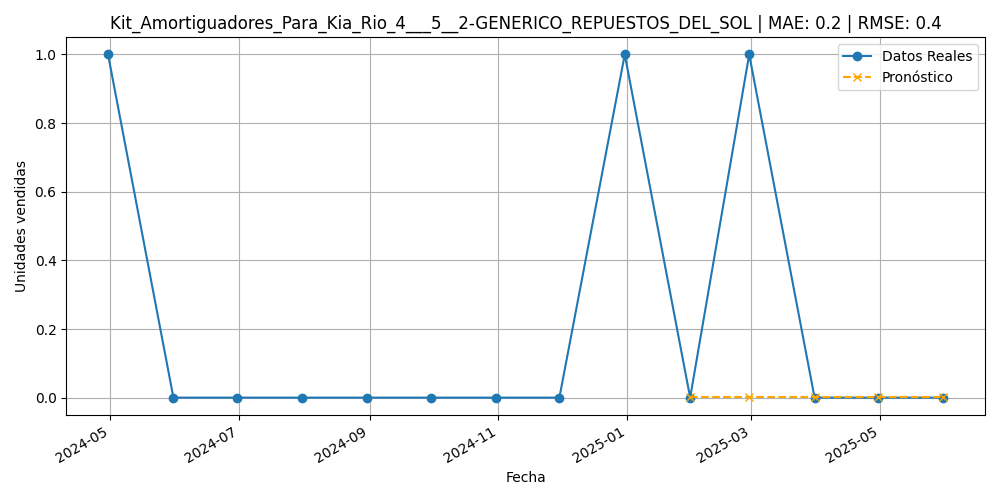 Kit_Amortiguadores_Para_Kia_Rio_4___5__2-GENERICO_REPUESTOS_DEL_SOL | MAE: 0.2 | RMSE: 0.4
Datos Reales
Pronóstico
Unidades vendidas
1.0
0.8
0.6
0.4
0.2
0.0
2024-05
2024-07
2024-09
2024-11
2025-01
2025-03
2025-05
Fecha